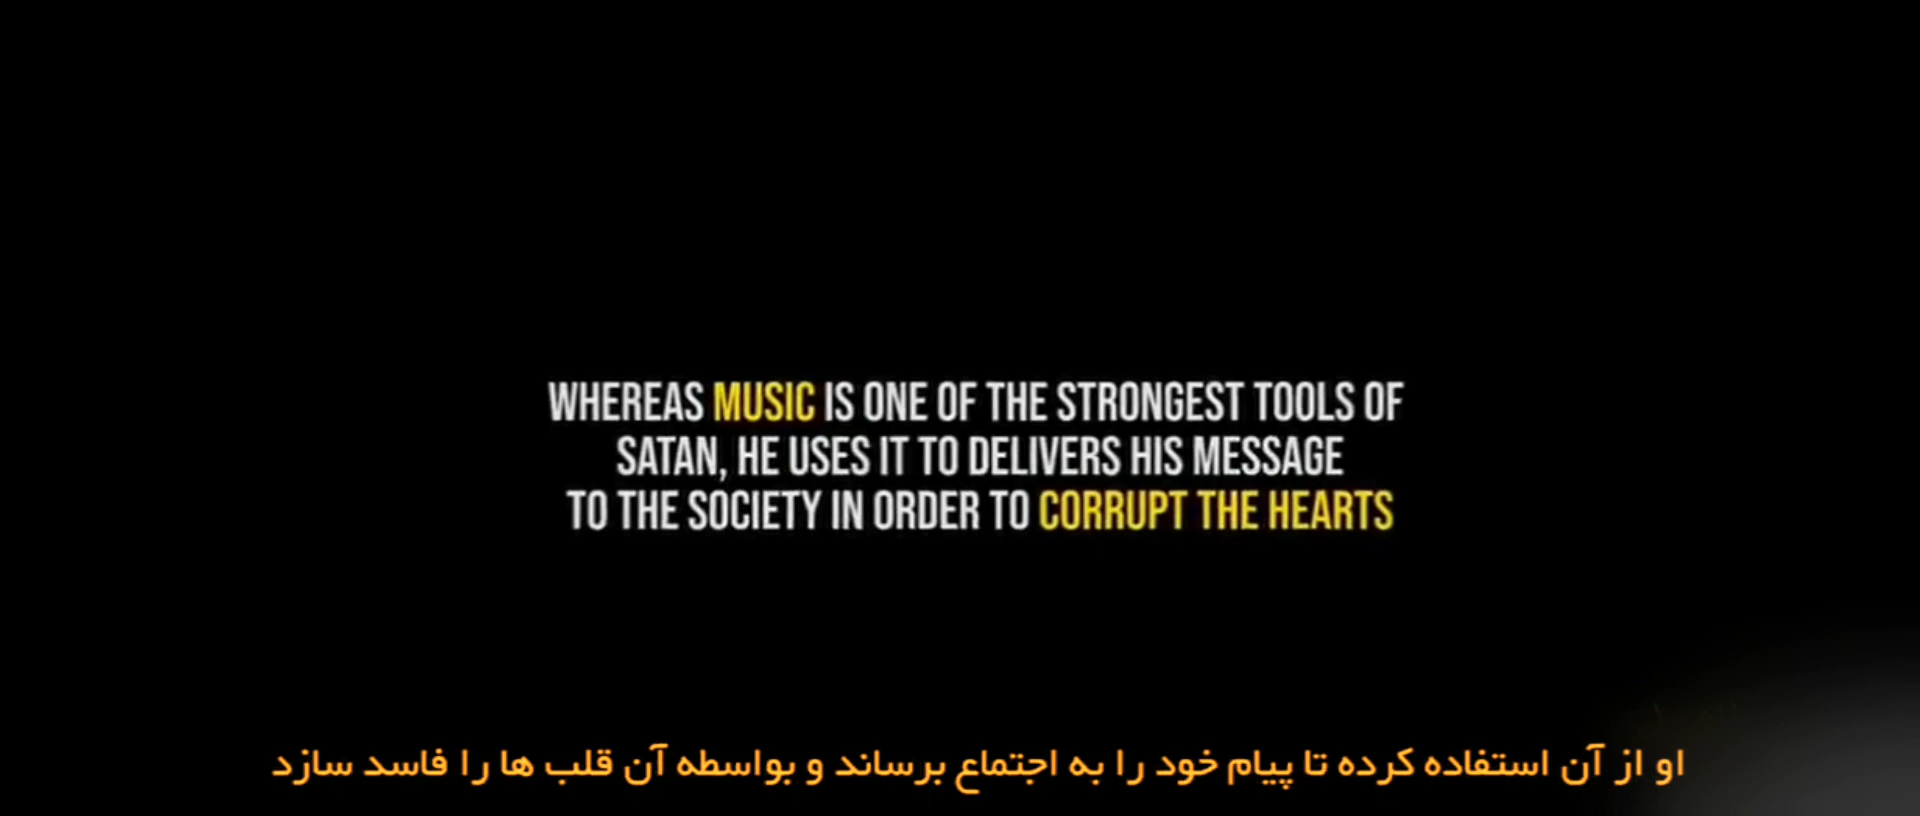 WHEREAS MUSIC IS ONE OF THE STRONGEST TOOLS OF
SATAN, HE USES IT TO DELIVERS HIS MESSAGE
TO THE SOCIETY IN ORDER TO CORRUPT THE HEARTS
او از آن استفاده کرده تا پیام خود را به اجتماع برساند و بواسطه آن قلب ها را فاسد سازد